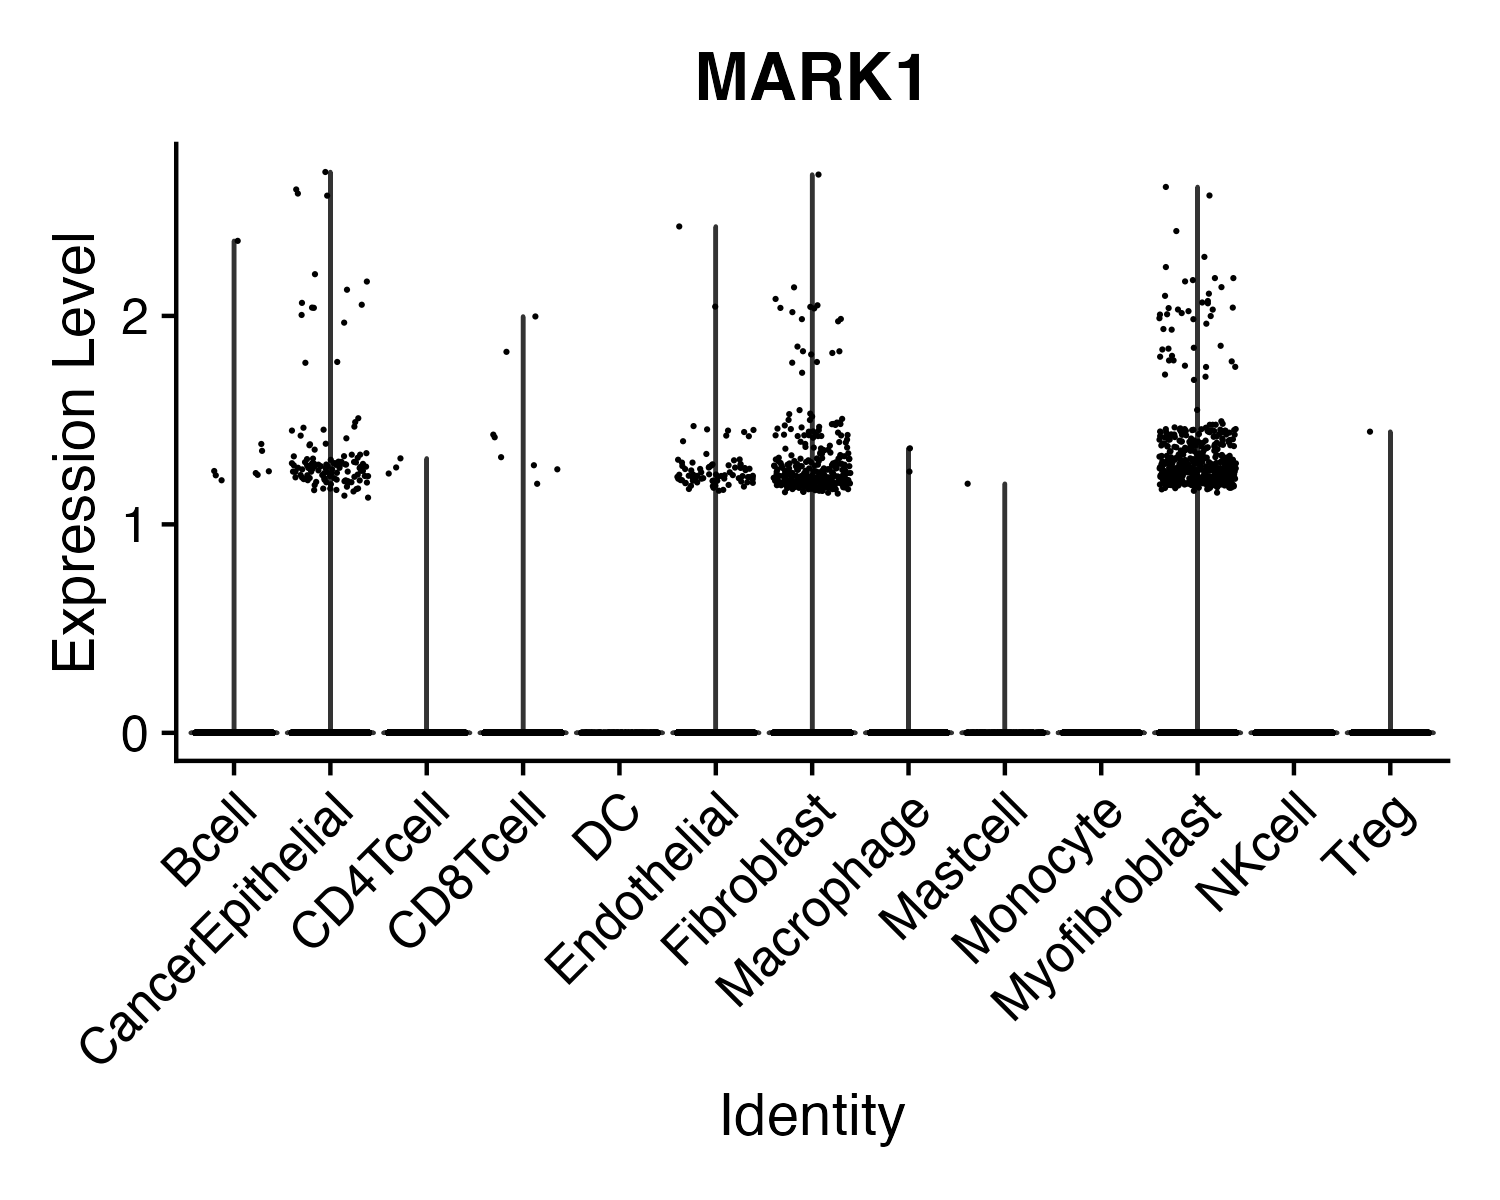 MARK1
Expression Level
2
1
0
Bcell
CancerEpithelial
CD4Tcell
CD8Tcell
DC
Endothelial
Fibroblast
Macrophage
Mastcell
Monocyte
Myofibroblast
NKcell
Treg
Identity